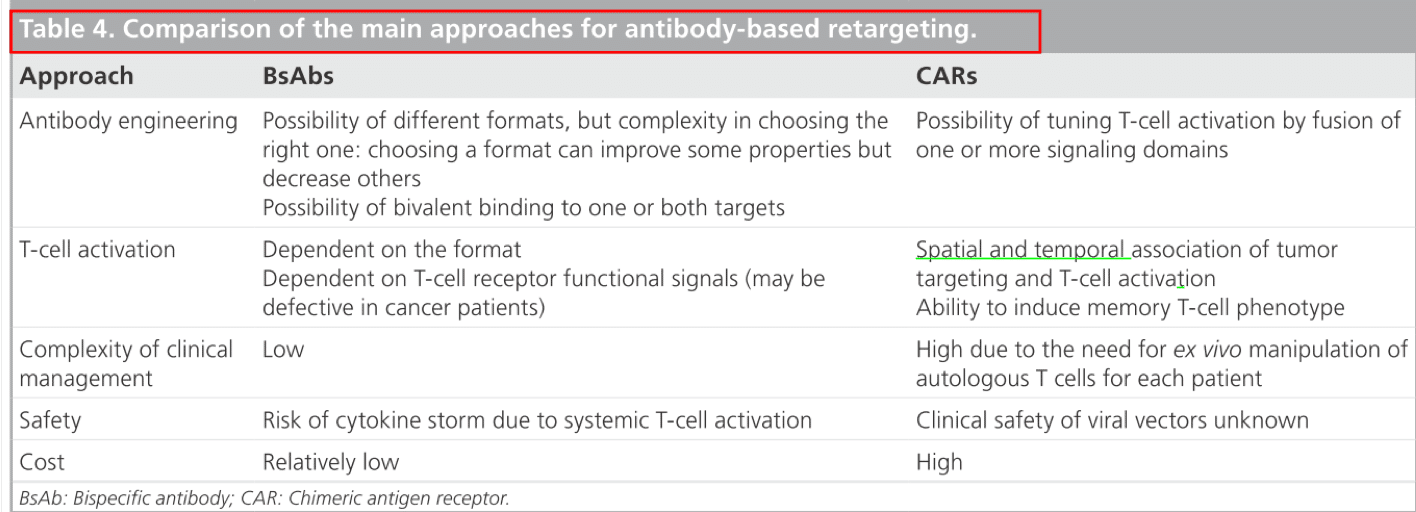 Table 4. Comparison of the main approaches for antibody-based retargeting.
Approach BsAbs CARs
Antibody engineering Possibility of different formats, but complexity in choosing the Possibility of tuning T-cell activation by fusion of
right one: choosing a format can improve some properties but one or more signaling domains
decrease others
Possibility of bivalent binding to one or both targets
T-cell activation Dependent on the format Spatial and temporal association of tumor
Dependent on T-cell receptor functional signals (may be targeting and T-cell activation
defective in cancer patients) Ability to induce memory T-cell phenotype
Complexity of clinical Low High due to the need for ex vivo manipulation of
management autologous T cells for each patient
Safety Risk of cytokine storm due to systemic T-cell activation Clinical safety of viral vectors unknown
Cost Relatively low High
BsAb: Bispecific antibody; CAR: Chimeric antigen receptor.